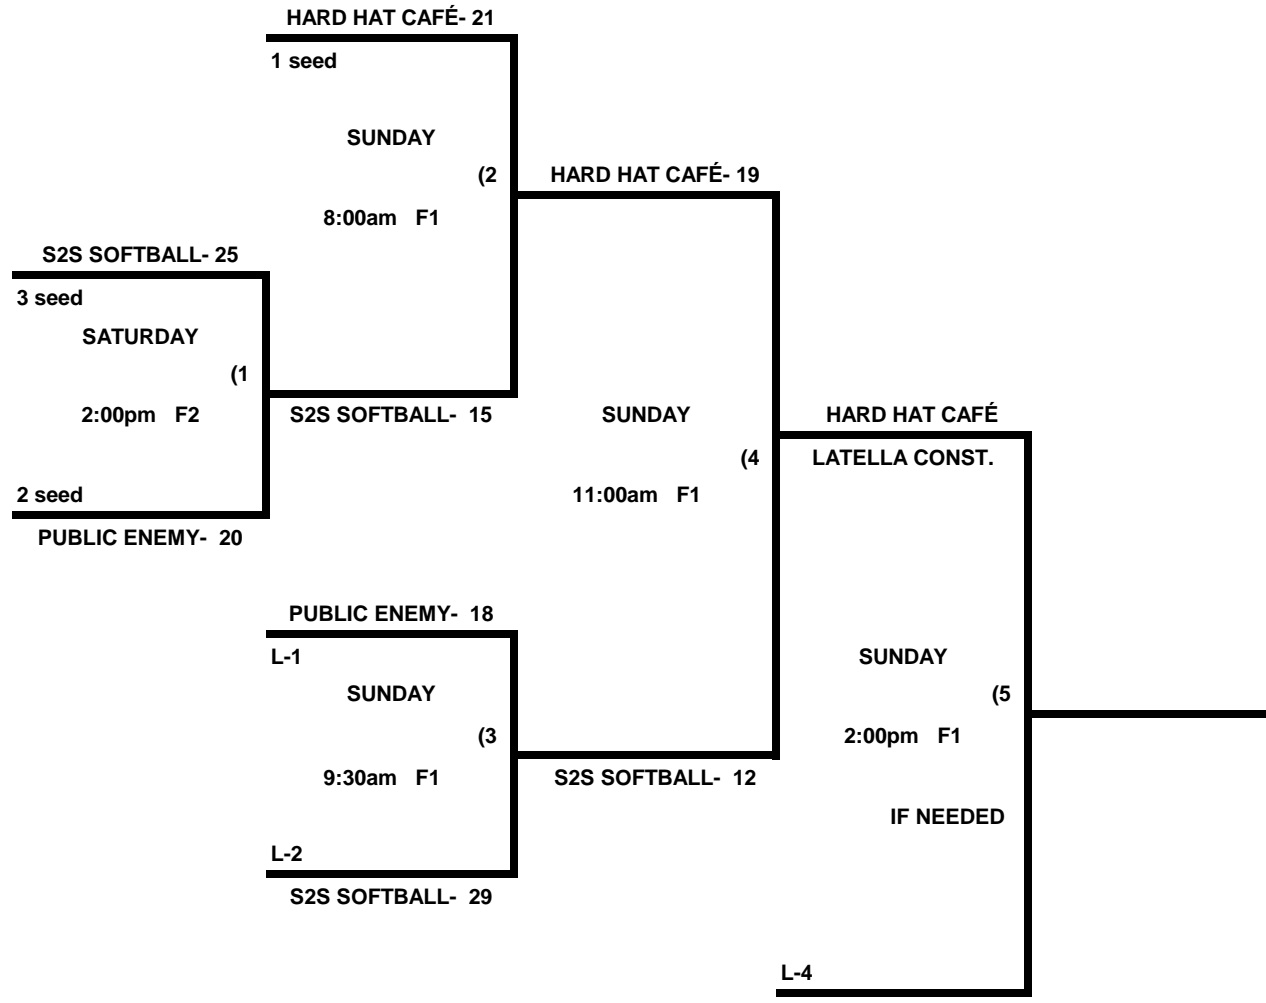 HARD HAT CAFÉ- 21
1 seed
SUNDAY
(2
HARD HAT CAFÉ- 19
8:00am F1
S2S SOFTBALL- 25
3 seed
SATURDAY
(1
2:00pm F2
S2S SOFTBALL- 15
SUNDAY
HARD HAT CAFÉ
(4
LATELLA CONST.
2 seed
11:00am F1
PUBLIC ENEMY- 20
PUBLIC ENEMY- 18
L-1
SUNDAY
SUNDAY
(5
(3
2:00pm F1
9:30am F1
S2S SOFTBALL- 12
IF NEEDED
L-2
S2S SOFTBALL- 29
L-4